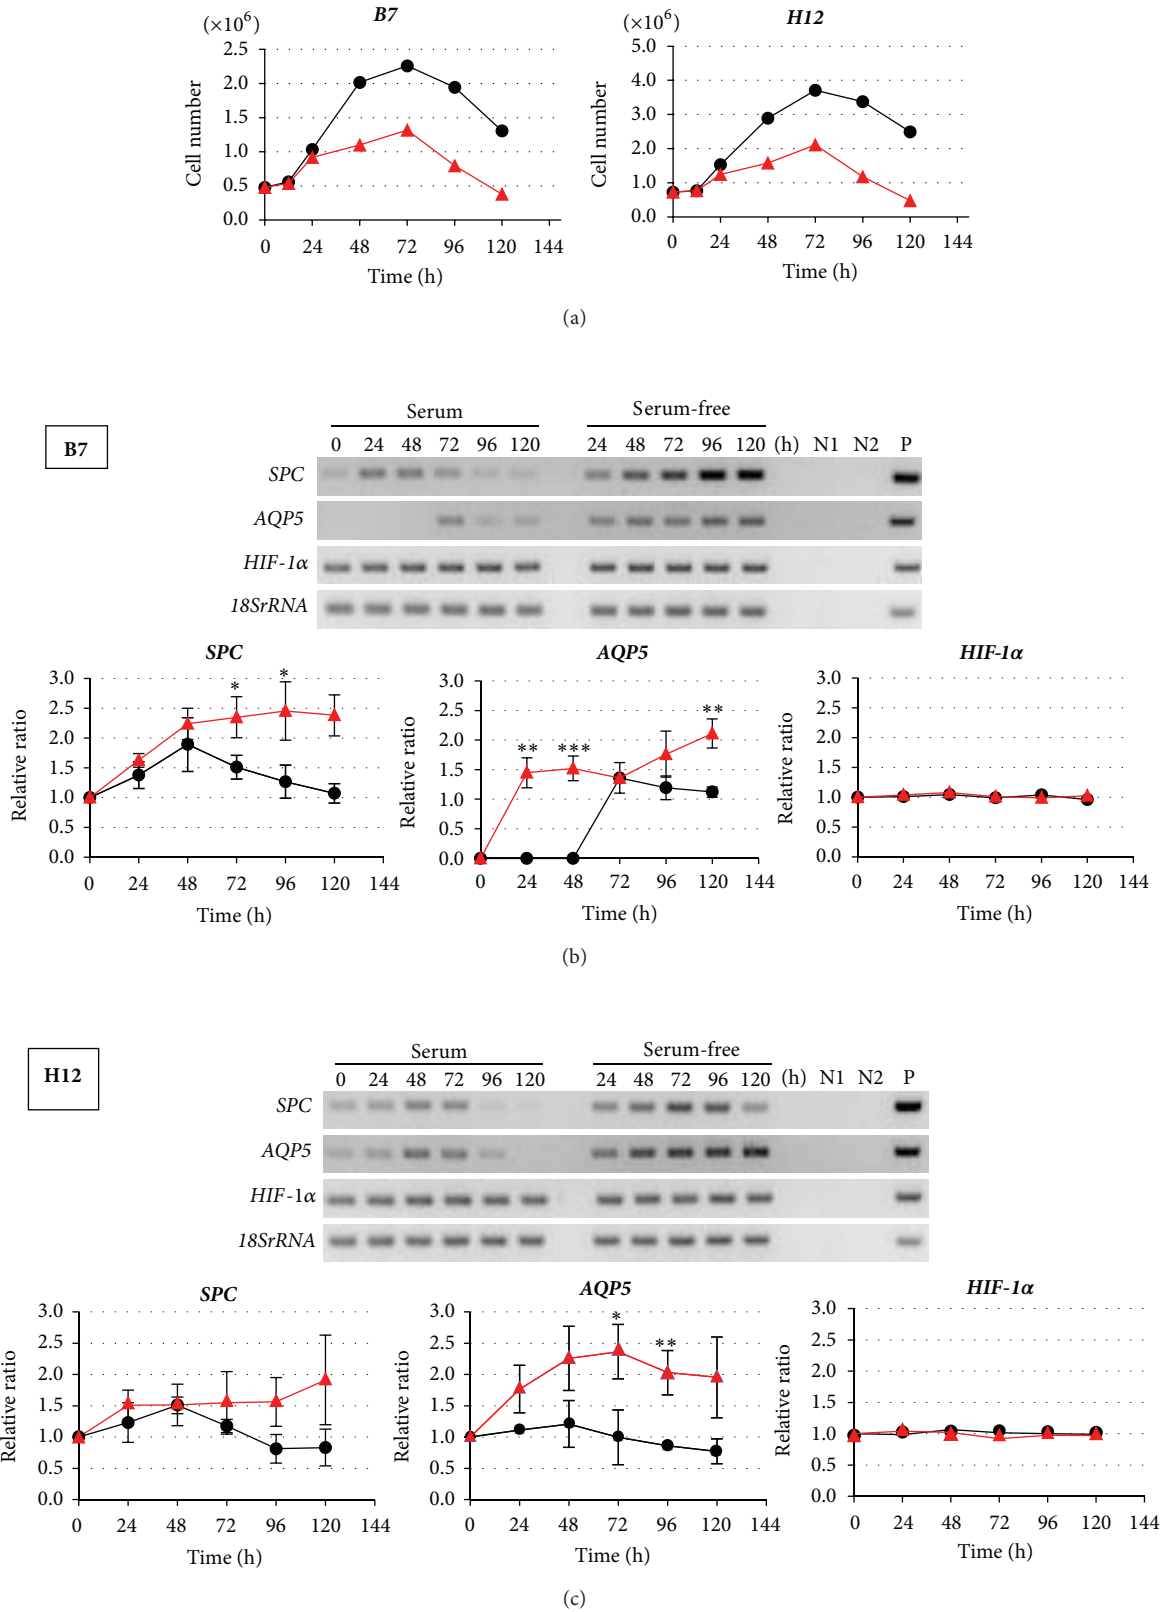 B7
(×10⁶)
2.5
2.0
1.5
1.0
0.5
0.0
Cell number
0 24 48 72 96 120 144
Time (h)
H12
(×10⁶)
5.0
4.0
3.0
2.0
1.0
0.0
Cell number
0 24 48 72 96 120 144
Time (h)
(a)
B7
Serum Serum-free
0 24 48 72 96 120 24 48 72 96 120 (h) N1 N2 P
SPC
AQP5
HIF-1α
18SrRNA
SPC
3.0
2.5
2.0
1.5
1.0
0.5
0.0
Relative ratio
* *
0 24 48 72 96 120 144
Time (h)
AQP5
3.0
2.5
2.0
1.5
1.0
0.5
0.0
Relative ratio
** *** **
0 24 48 72 96 120 144
Time (h)
HIF-1α
3.0
2.5
2.0
1.5
1.0
0.5
0.0
Relative ratio
0 24 48 72 96 120 144
Time (h)
(b)
H12
Serum Serum-free
0 24 48 72 96 120 24 48 72 96 120 (h) N1 N2 P
SPC
AQP5
HIF-1α
18SrRNA
SPC
3.0
2.5
2.0
1.5
1.0
0.5
0.0
Relative ratio
0 24 48 72 96 120 144
Time (h)
AQP5
3.0
2.5
2.0
1.5
1.0
0.5
0.0
Relative ratio
* **
0 24 48 72 96 120 144
Time (h)
HIF-1α
3.0
2.5
2.0
1.5
1.0
0.5
0.0
Relative ratio
0 24 48 72 96 120 144
Time (h)
(c)